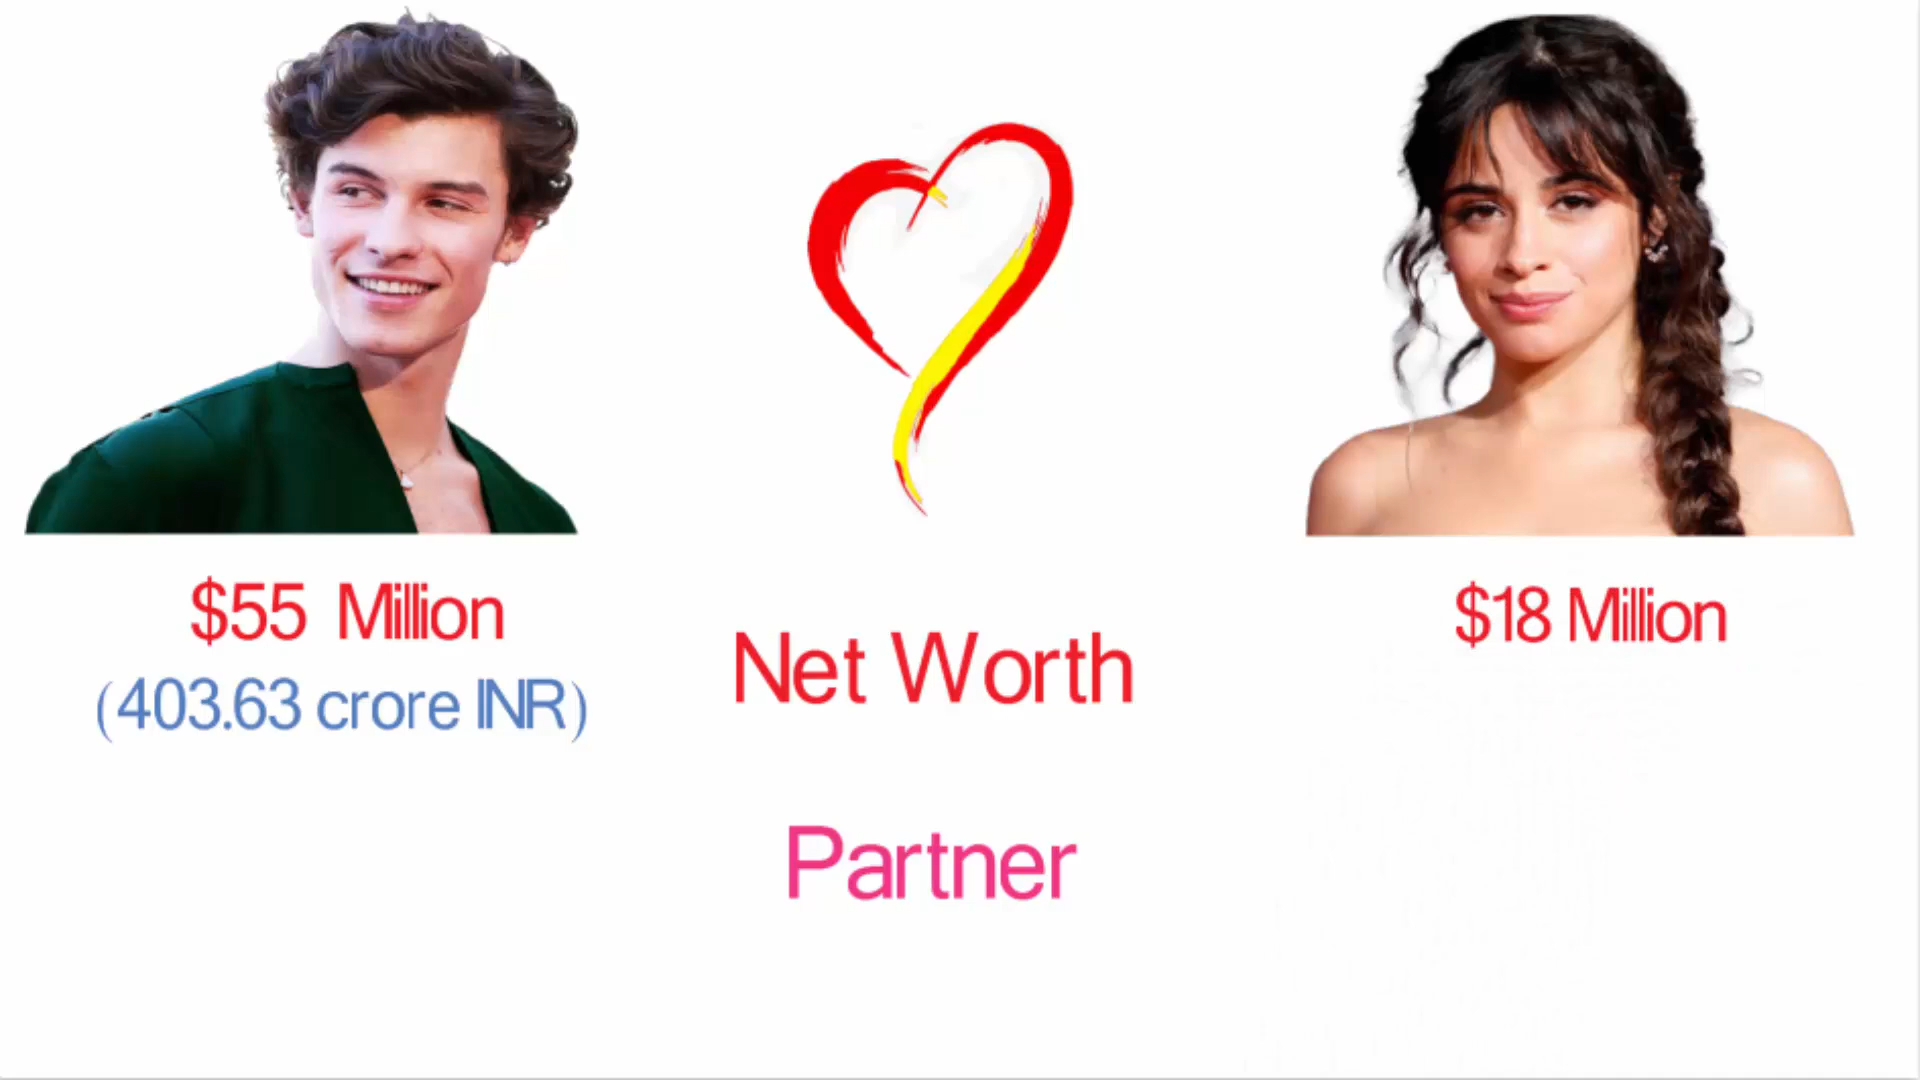 $55 Million
(403.63 crore INR)
Net Worth
$18 Million
Partner